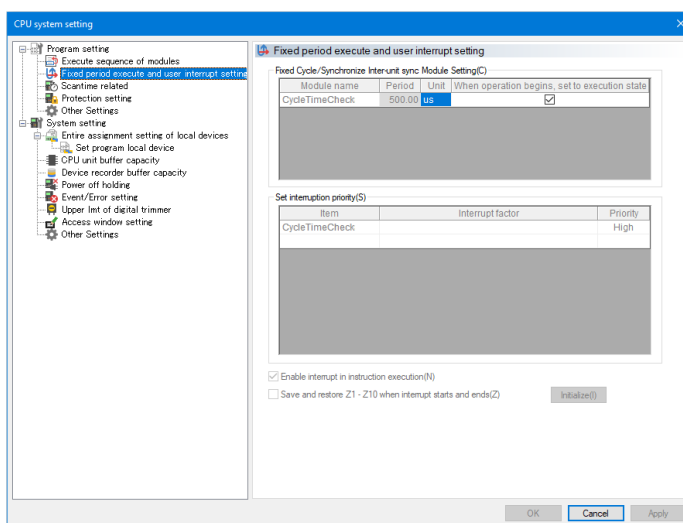 CPU system setting
Program setting
Execute sequence of modules
Fixed period execute and user interrupt setting
Scantime related
Protection setting
Other Settings
System setting
Entire assignment setting of local devices
Set program local device
CPU unit buffer capacity
Device recorder buffer capacity
Power off holding
Event/Error setting
Upper lmt of digital trimmer
Access window setting
Other Settings
Fixed period execute and user interrupt setting
Fixed Cycle/Synchronize Inter-unit sync Module Setting(C)
Module name Period Unit When operation begins, set to execution state
CycleTimeCheck 500.00 us
Set interruption priority(S)
Item Interrupt factor Priority
CycleTimeCheck High
Enable interrupt in instruction execution(N)
Save and restore Z1 - Z10 when interrupt starts and ends(Z) Initialize(I)
OK Cancel Apply